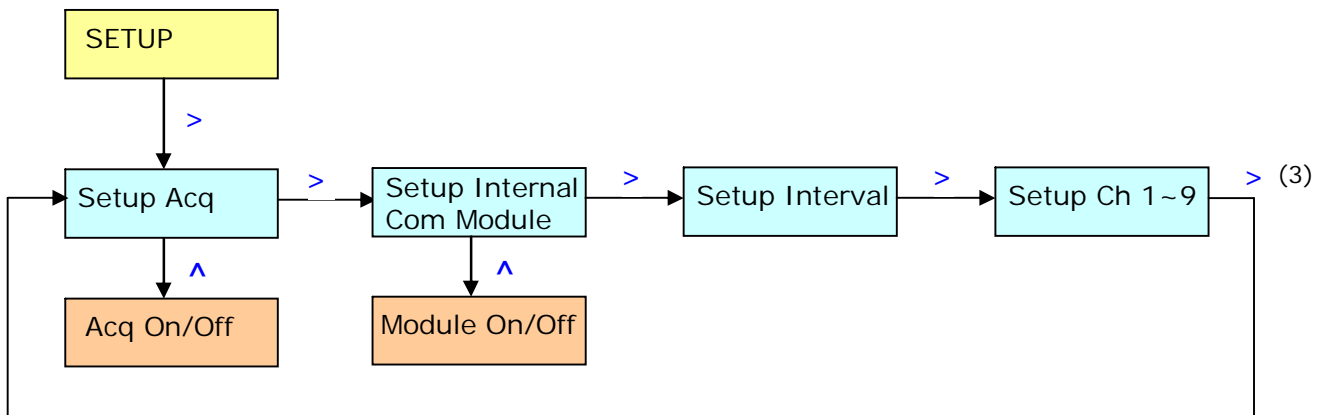 SETUP
>
Setup Acq
>
Setup Internal
Com Module
>
Setup Interval
>
Setup Ch 1~9
> (3)
^
Acq On/Off
^
Module On/Off